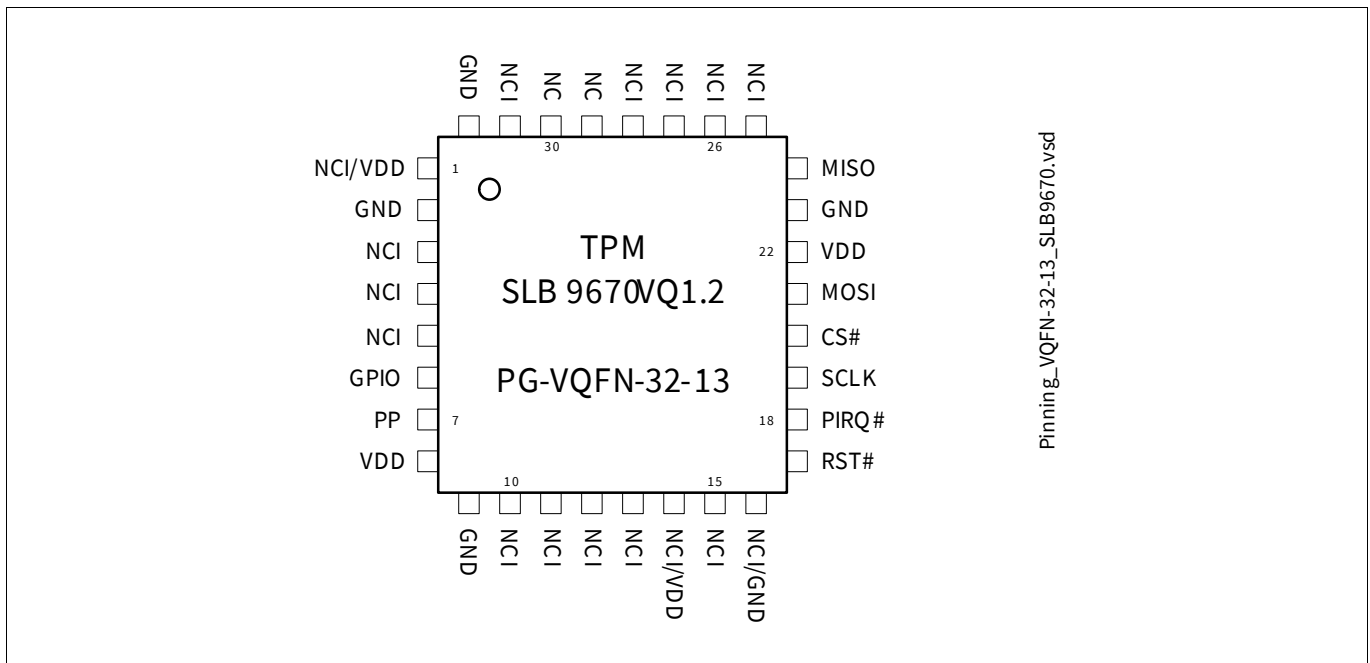 GND
NCI
NC
NC
NCI
NCI
NCI
NCI
30
26
NCI/VDD
1
MISO
GND
GND
NCI
22
VDD
TPM
NCI
SLB 9670VQ1.2
MOSI
NCI
CS#
GPIO
PG-VQFN-32-13
SCLK
PP
7
18
PIRQ#
VDD
RST#
10
15
GND
NCI
NCI
NCI
NCI
NCI/VDD
NCI
NCI/GND
Pinning_VQFN-32-13_SLB9670.vsd